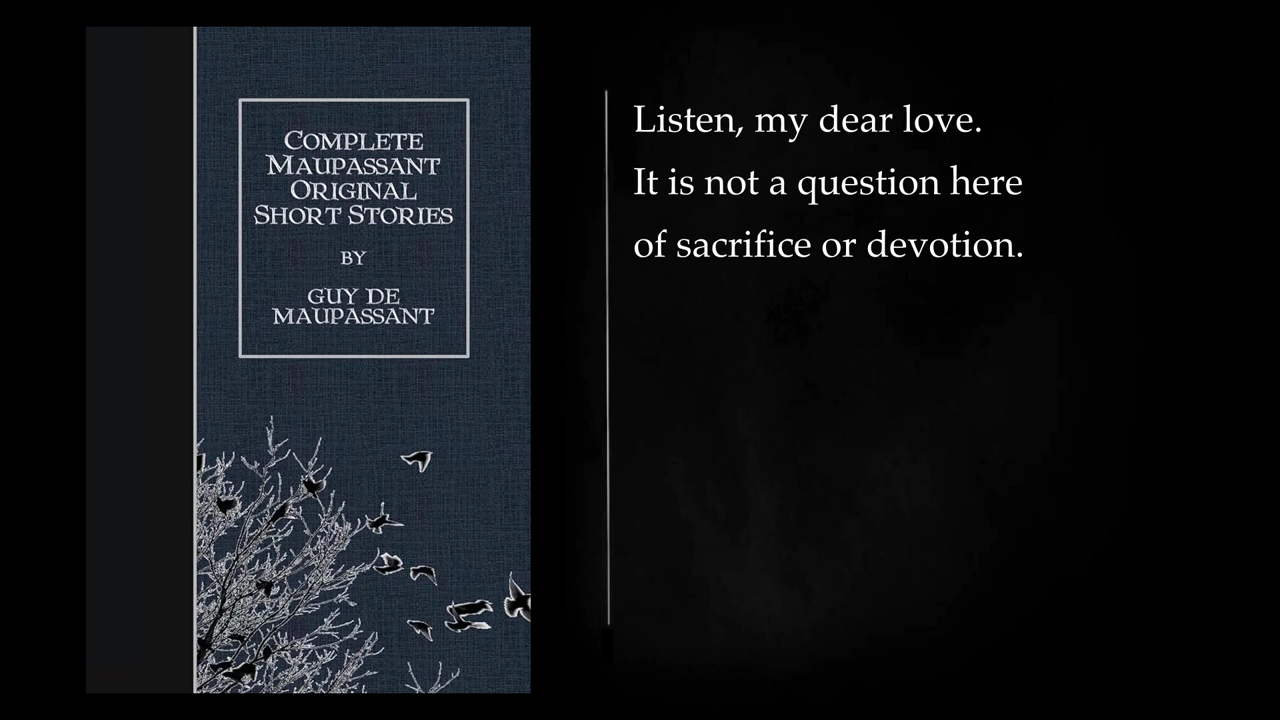 COMPLETE
MAUPASSANT
ORIGINAL
SHORT STORIES
BY
GUY DE
MAUPASSANT
Listen, my dear love.
It is not a question here
of sacrifice or devotion.